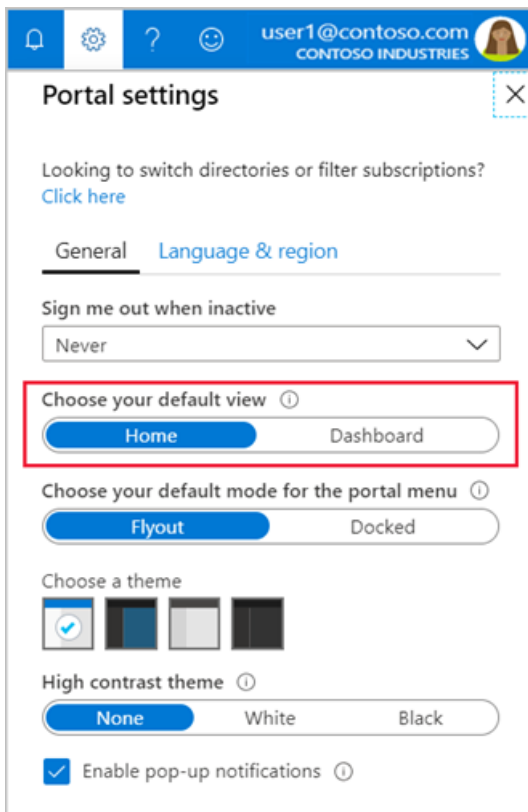 user1@contoso.com
CONTOSO INDUSTRIES
Portal settings
Looking to switch directories or filter subscriptions?
Click here
General Language & region
Sign me out when inactive
Never
Choose your default view
Home Dashboard
Choose your default mode for the portal menu
Flyout Docked
Choose a theme
High contrast theme
None White Black
Enable pop-up notifications